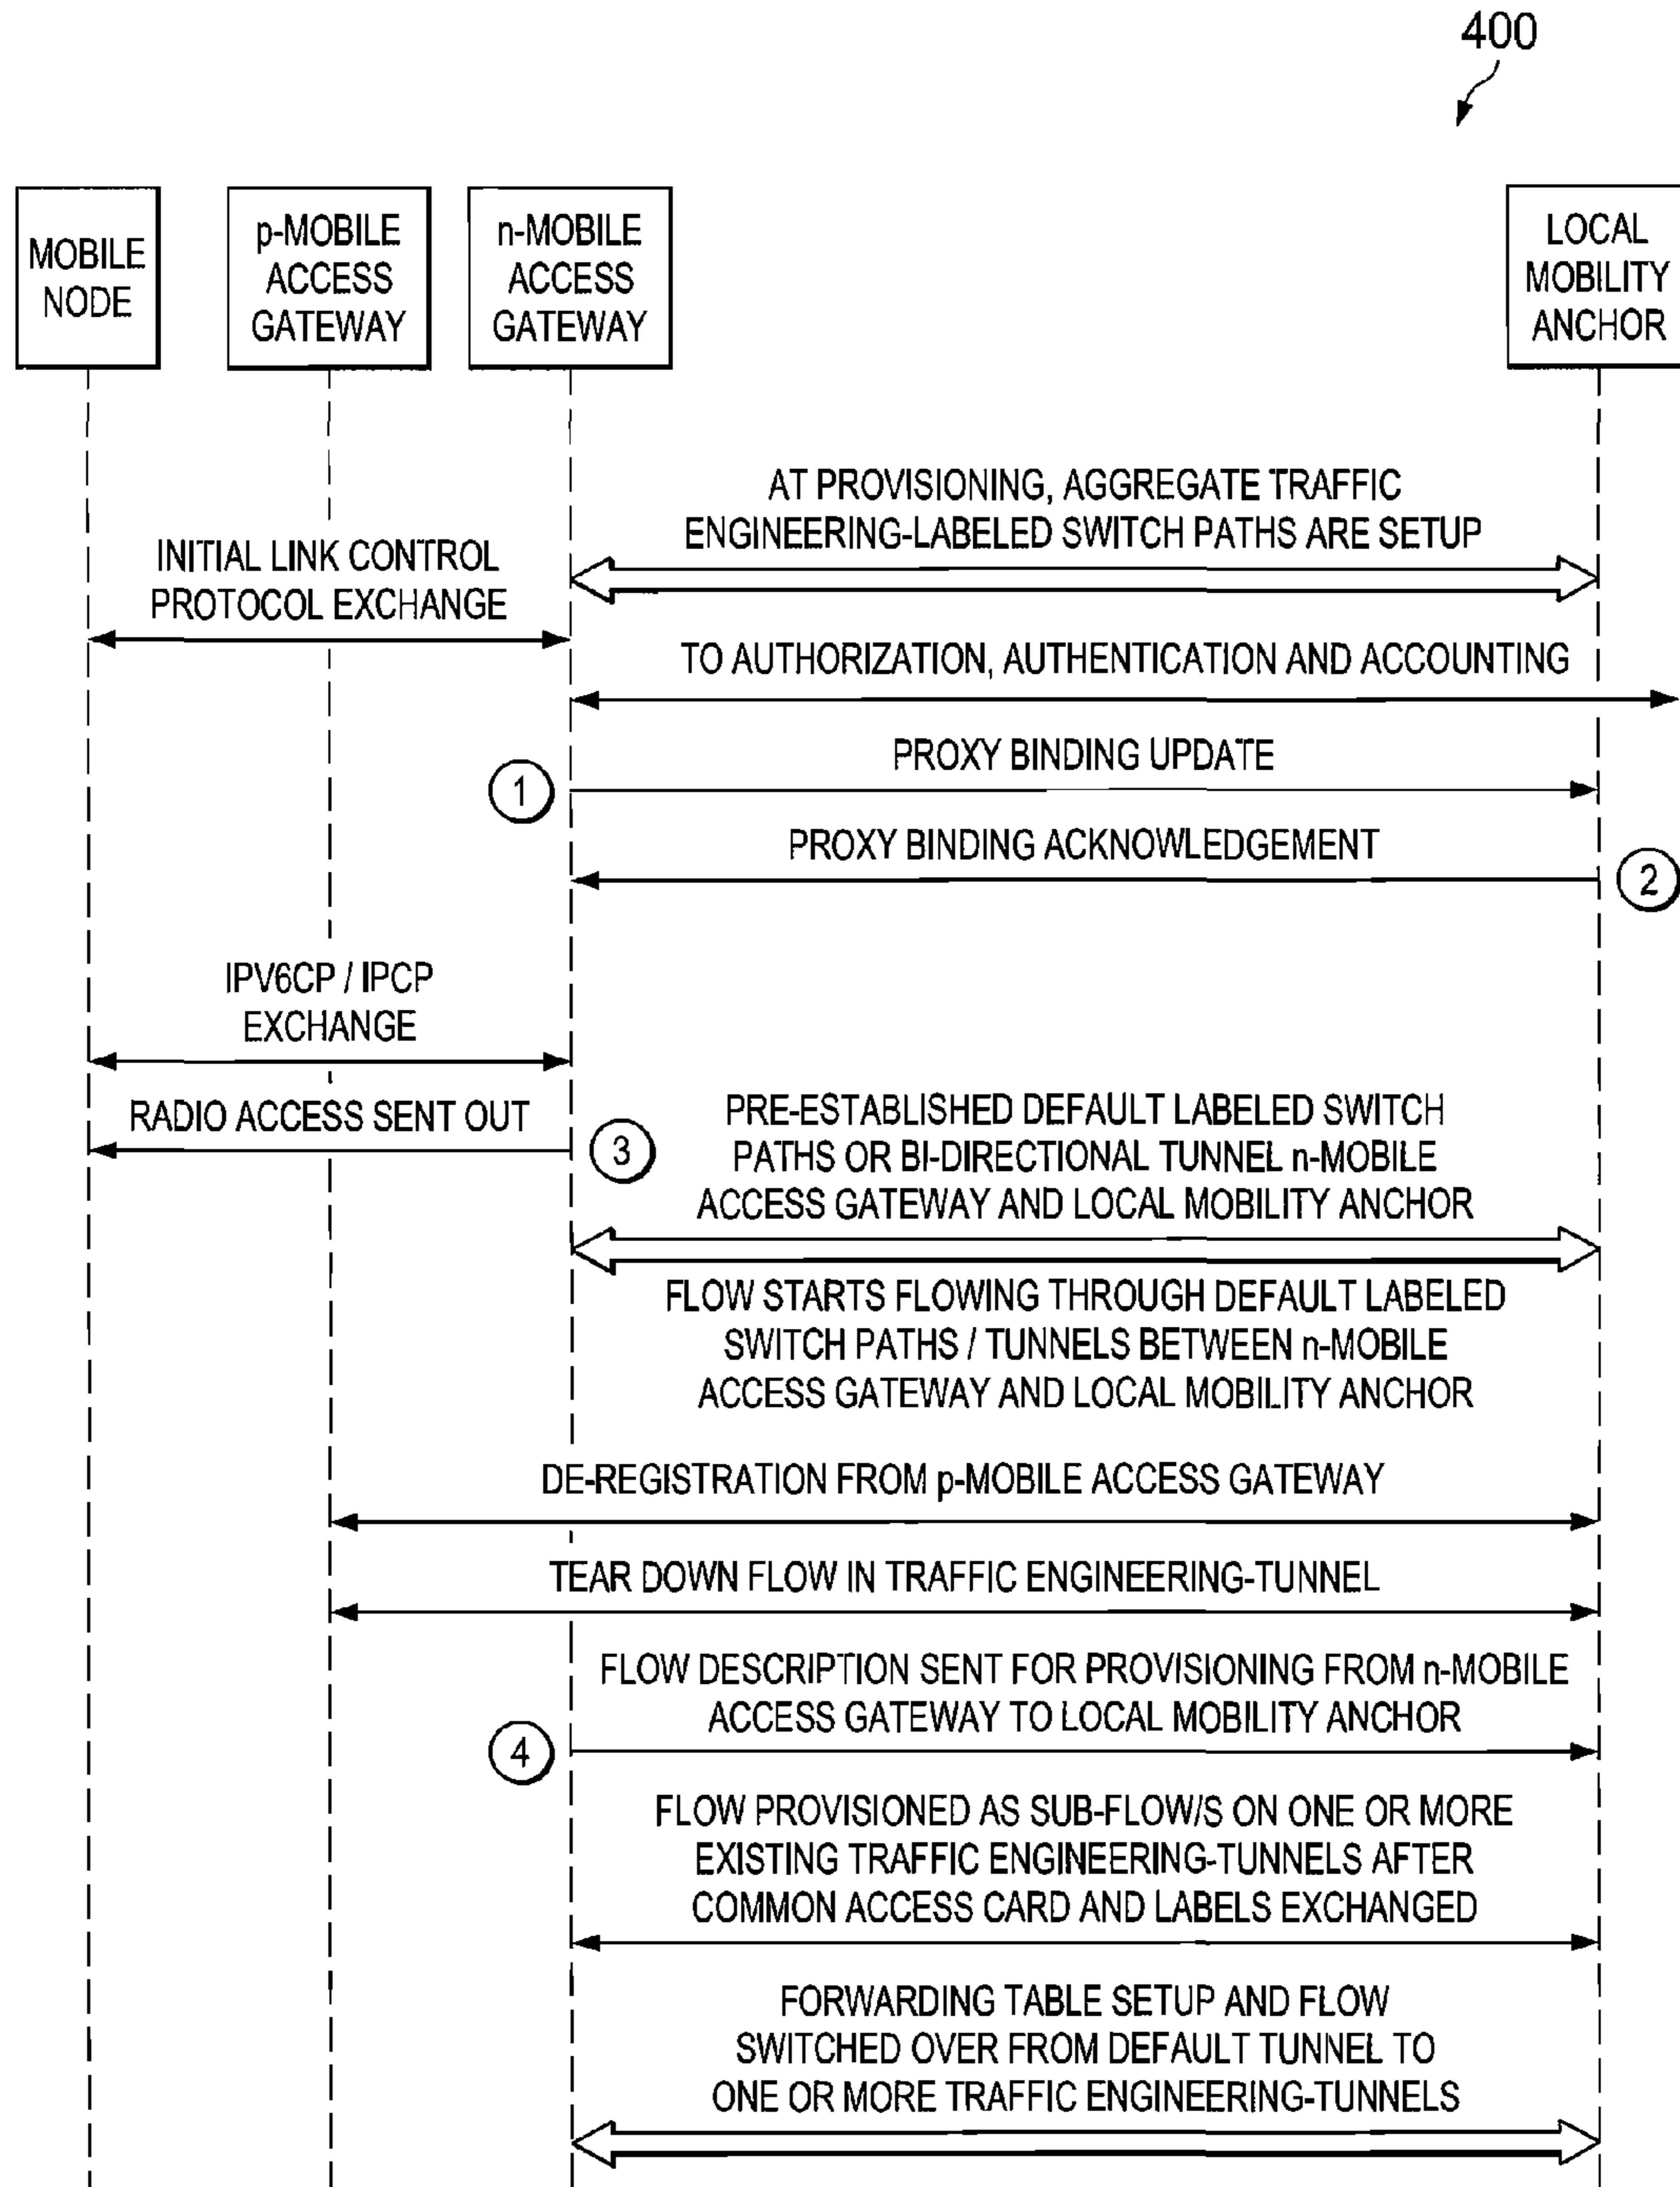 400
MOBILE
NODE
p-MOBILE
ACCESS
GATEWAY
n-MOBILE
ACCESS
GATEWAY
LOCAL
MOBILITY
ANCHOR
AT PROVISIONING, AGGREGATE TRAFFIC
ENGINEERING-LABELED SWITCH PATHS ARE SETUP
INITIAL LINK CONTROL
PROTOCOL EXCHANGE
TO AUTHORIZATION, AUTHENTICATION AND ACCOUNTING
PROXY BINDING UPDATE
1
PROXY BINDING ACKNOWLEDGEMENT
2
IPV6CP / IPCP
EXCHANGE
RADIO ACCESS SENT OUT
3
PRE-ESTABLISHED DEFAULT LABELED SWITCH
PATHS OR BI-DIRECTIONAL TUNNEL n-MOBILE
ACCESS GATEWAY AND LOCAL MOBILITY ANCHOR
FLOW STARTS FLOWING THROUGH DEFAULT LABELED
SWITCH PATHS / TUNNELS BETWEEN n-MOBILE
ACCESS GATEWAY AND LOCAL MOBILITY ANCHOR
DE-REGISTRATION FROM p-MOBILE ACCESS GATEWAY
TEAR DOWN FLOW IN TRAFFIC ENGINEERING-TUNNEL
FLOW DESCRIPTION SENT FOR PROVISIONING FROM n-MOBILE
ACCESS GATEWAY TO LOCAL MOBILITY ANCHOR
4
FLOW PROVISIONED AS SUB-FLOW/S ON ONE OR MORE
EXISTING TRAFFIC ENGINEERING-TUNNELS AFTER
COMMON ACCESS CARD AND LABELS EXCHANGED
FORWARDING TABLE SETUP AND FLOW
SWITCHED OVER FROM DEFAULT TUNNEL TO
ONE OR MORE TRAFFIC ENGINEERING-TUNNELS